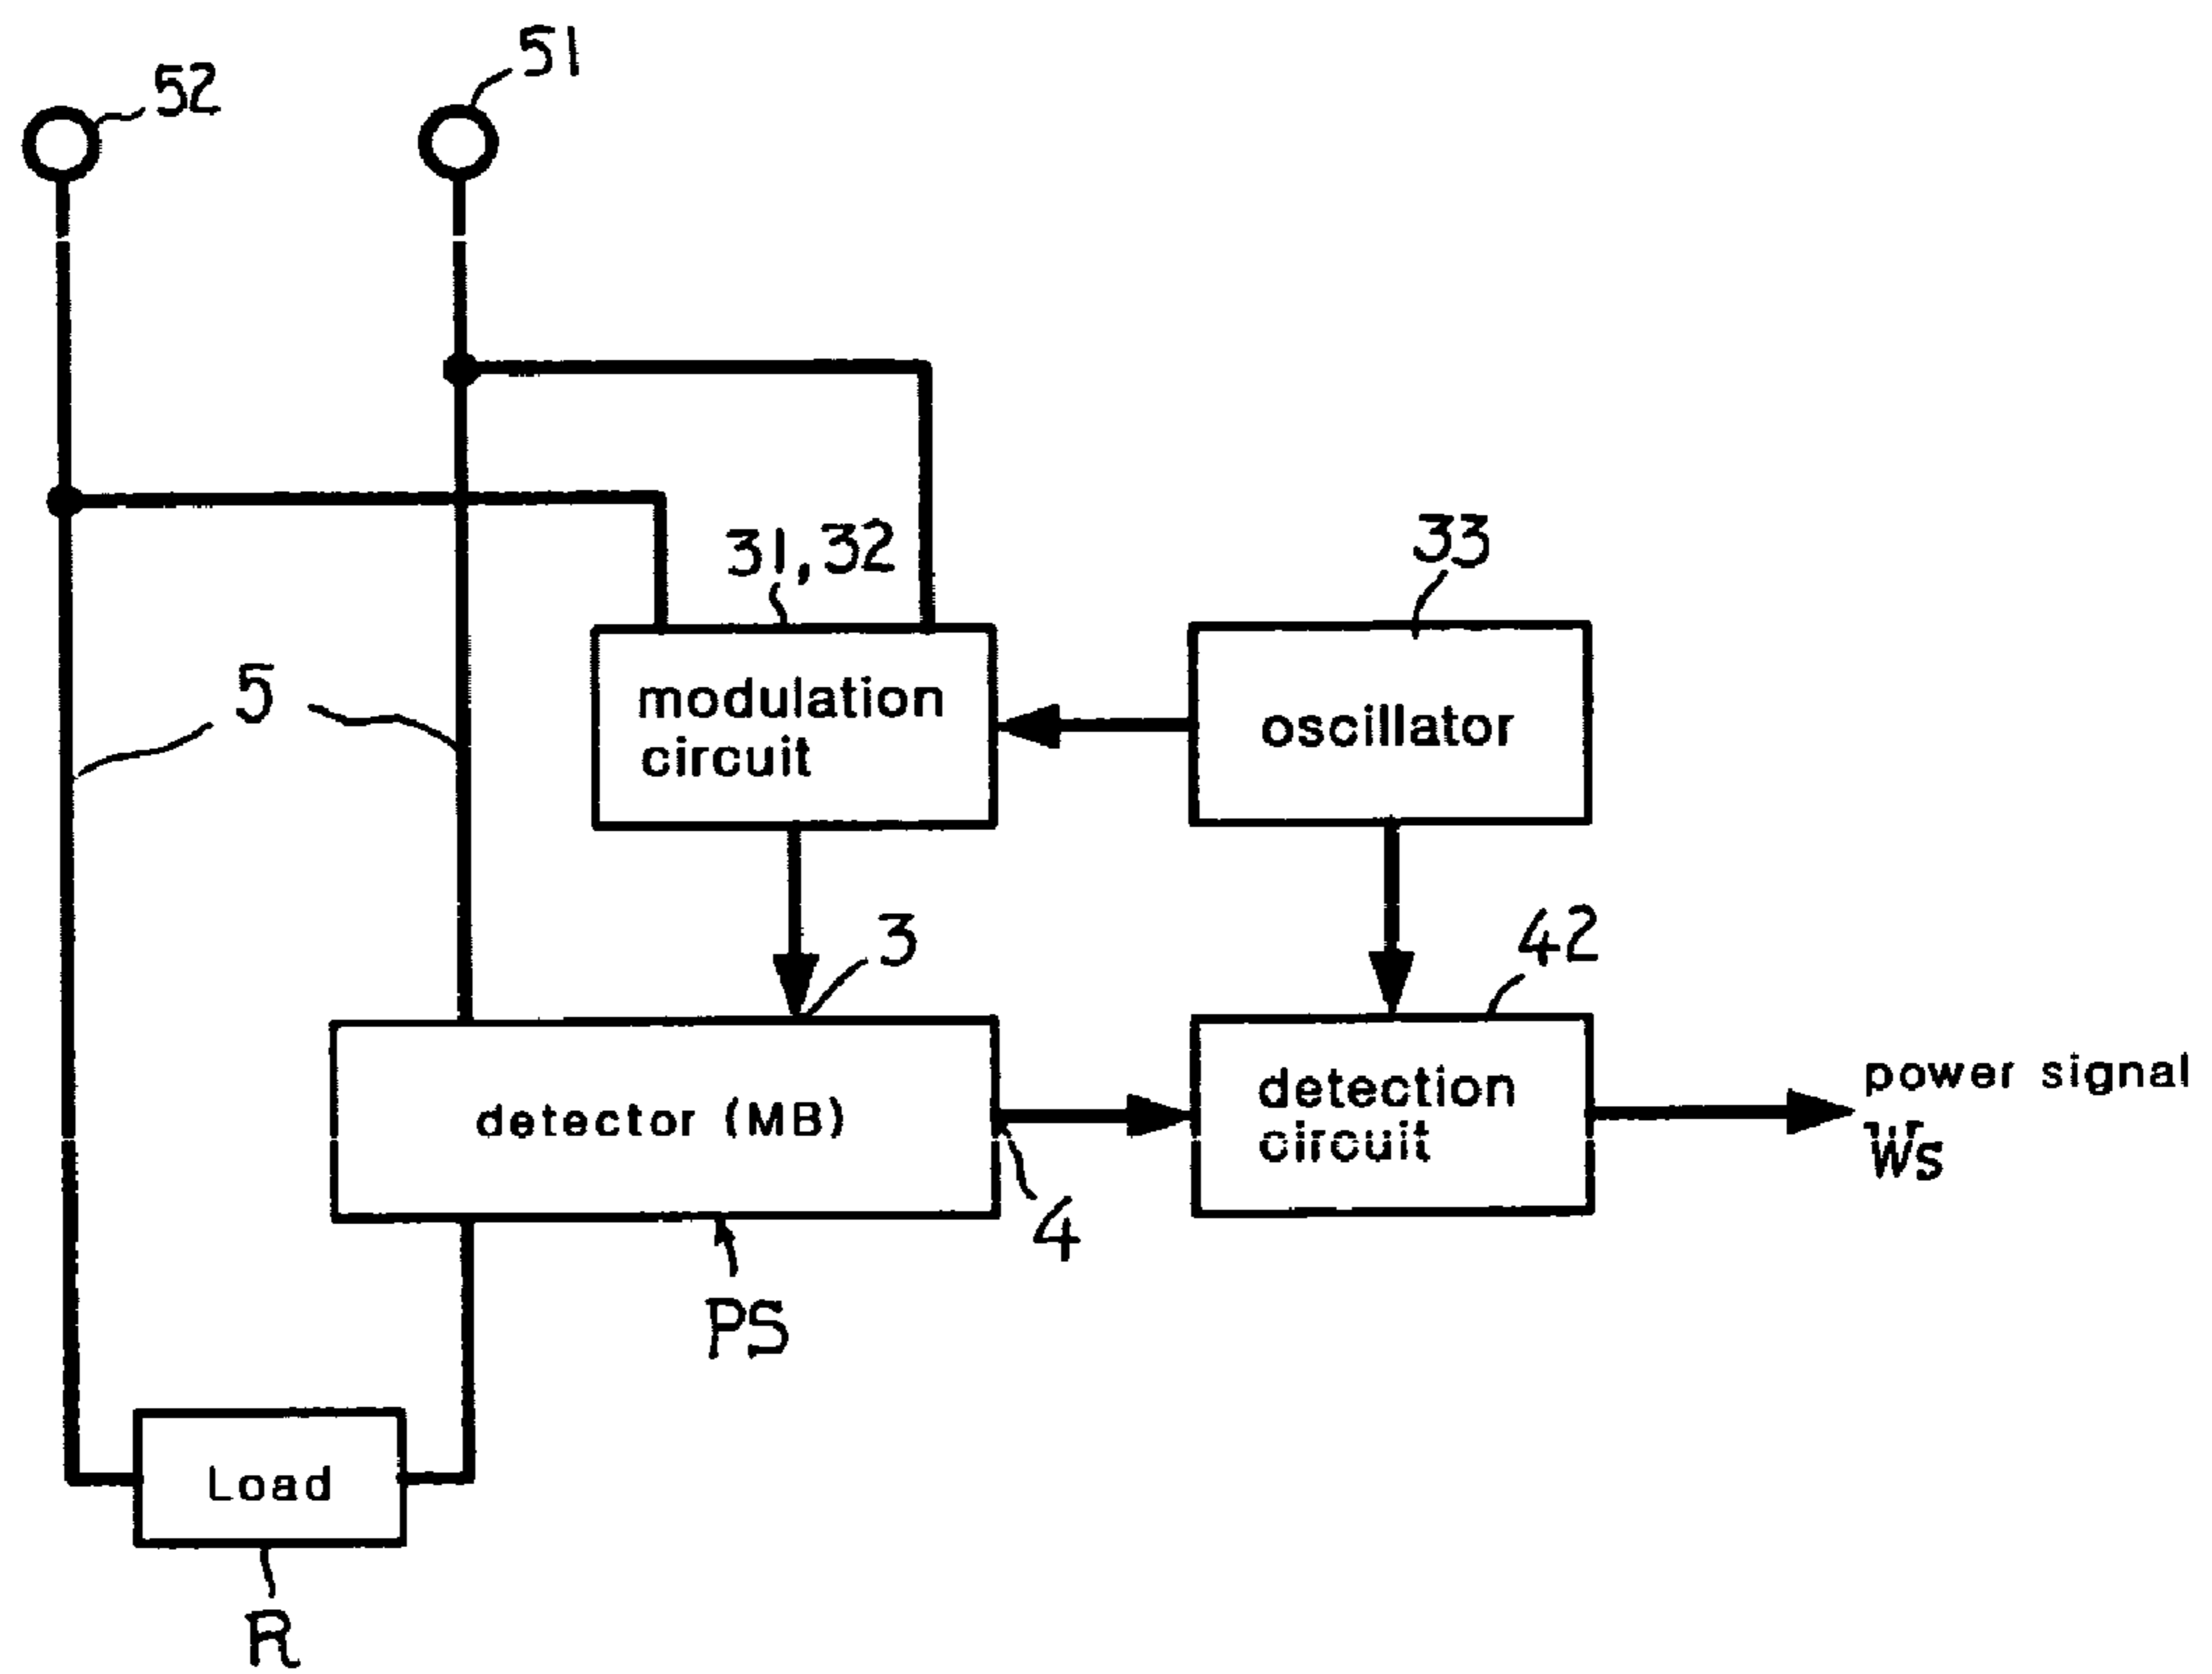 52
51
31,32
33
5
modulation
circuit
oscillator
3
42
detector (MB)
detection
circuit
power signal
Ws
4
PS
Load
R